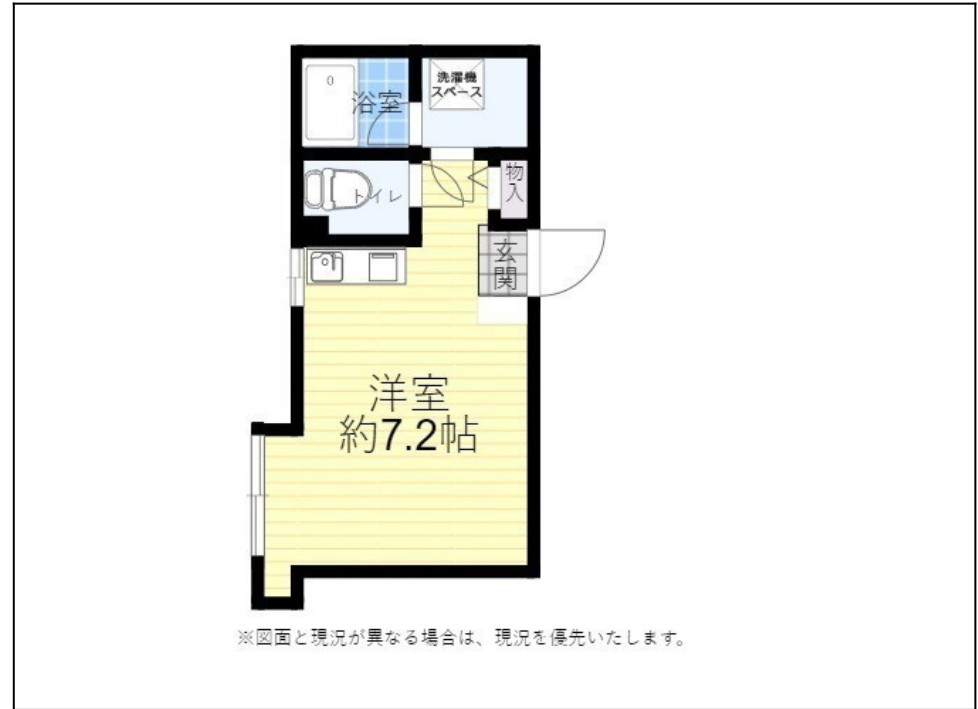 洗濯機
スペース
浴室
物
入
トイレ
玄
関
洋室
約7.2帖
※図面と現況が異なる場合は、現況を優先いたします。